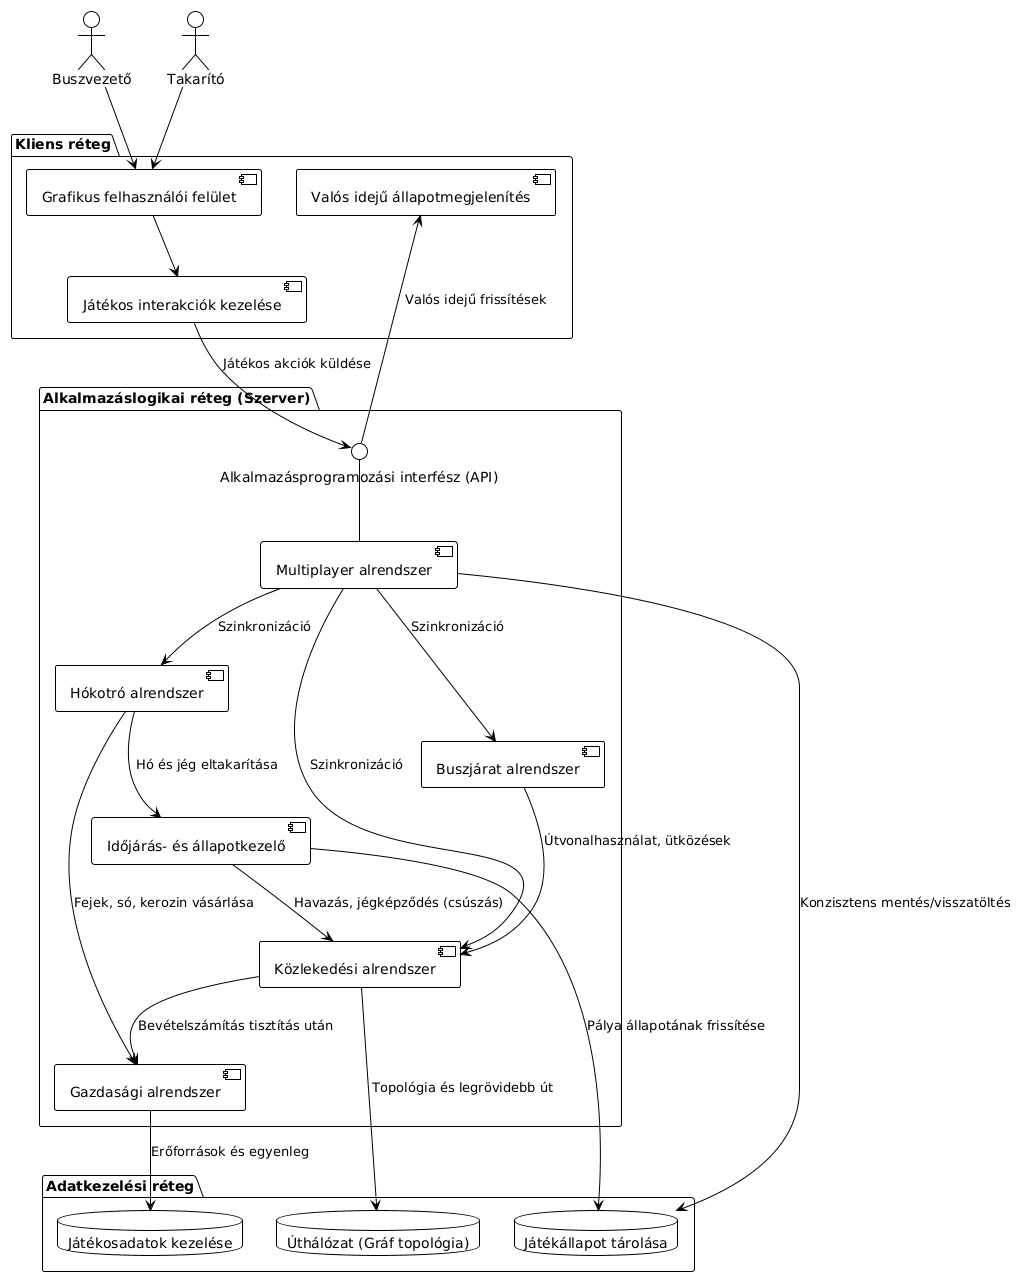 Buszvezető
Takarító
Kliens réteg
Grafikus felhasználói felület
Valós idejű állapotmegjelenítés
Játékos interakciók kezelése
Valós idejű frissítések
Játékos akciók küldése
Alkalmazáslogikai réteg (Szerver)
Alkalmazásprogramozási interfész (API)
Multiplayer alrendszer
Szinkronizáció
Szinkronizáció
Hókotró alrendszer
Hó és jég eltakarítása
Szinkronizáció
Buszjárat alrendszer
Időjárás- és állapotkezelő
Útvonalhasználat, ütközések
Fejek, só, kerozin vásárlása
Havazás, jégképződés (csúszás)
Konzisztens mentés/visszatöltés
Közlekedési alrendszer
Bevételszámítás tisztítás után
Pálya állapotának frissítése
Gazdasági alrendszer
Topológia és legrövidebb út
Erőforrások és egyenleg
Adatkezelési réteg
Játékosadatok kezelése
Úthálózat (Gráf topológia)
Játékállapot tárolása